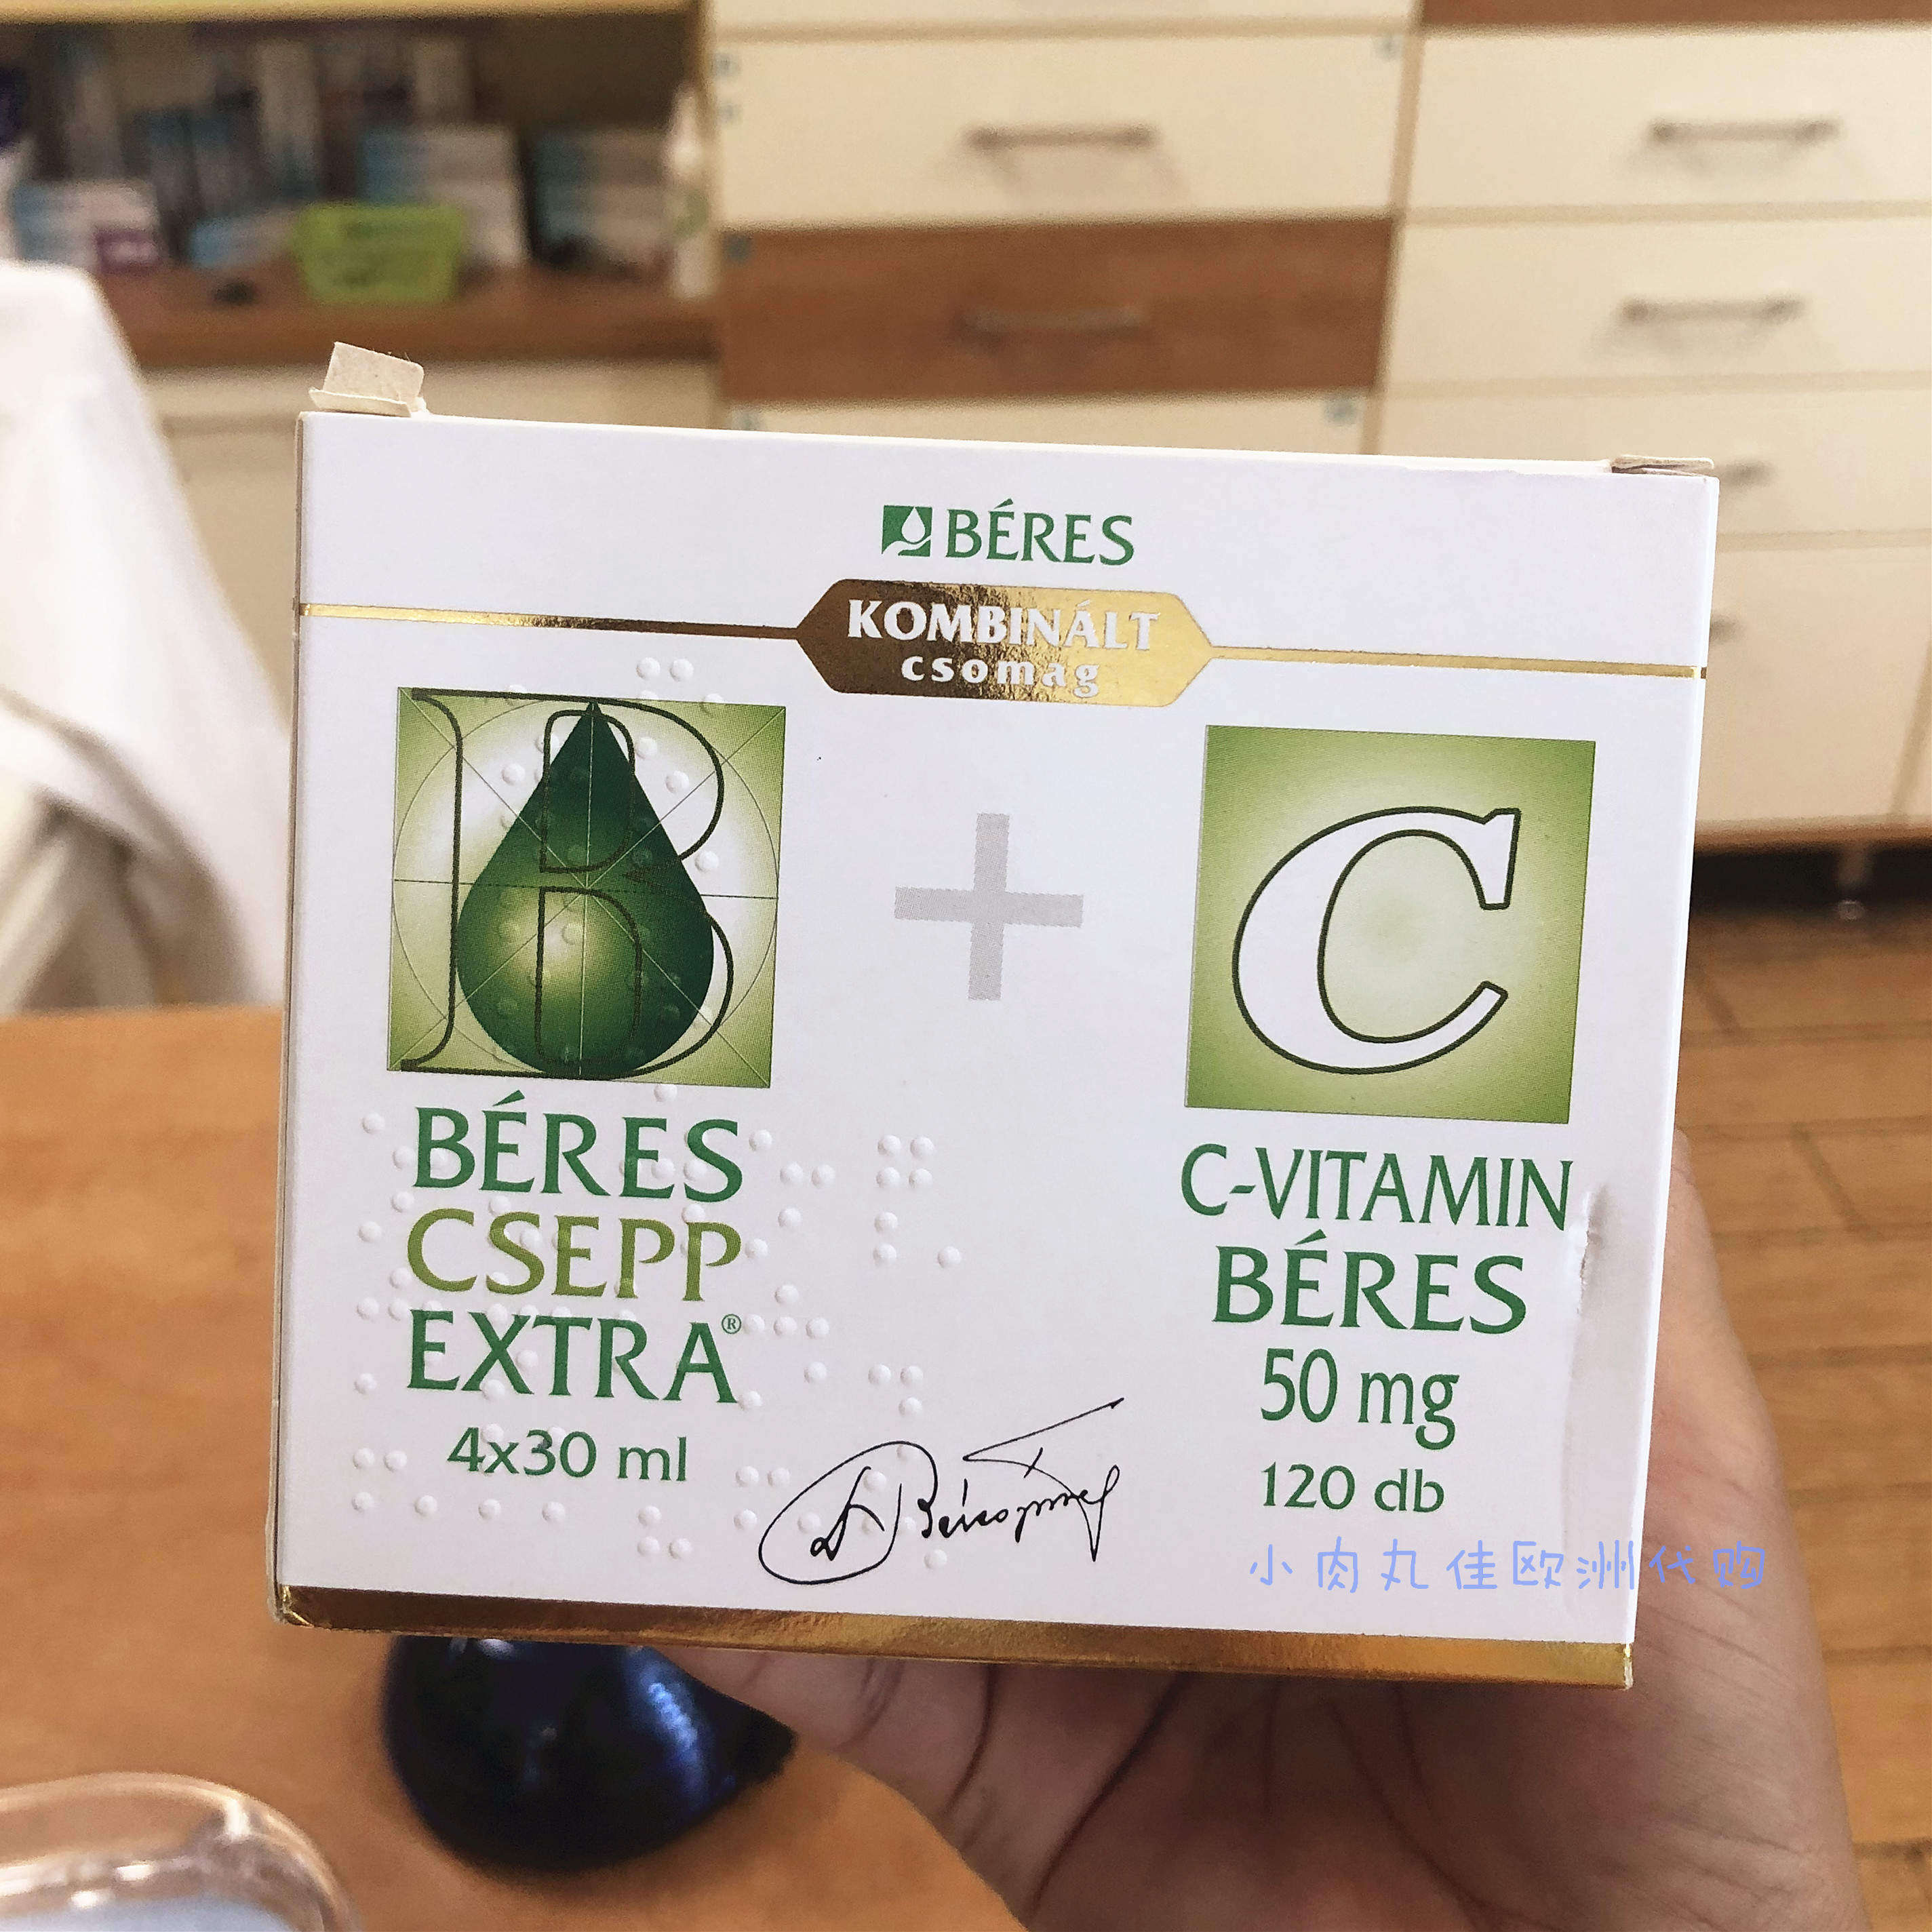 BÉRES
KOMBINÁLT
csomag
BÉRES
CSEPP
EXTRA®
4x30 ml
C
C-VITAMIN
BÉRES
50 mg
120 db
小肉丸佳欧洲代购